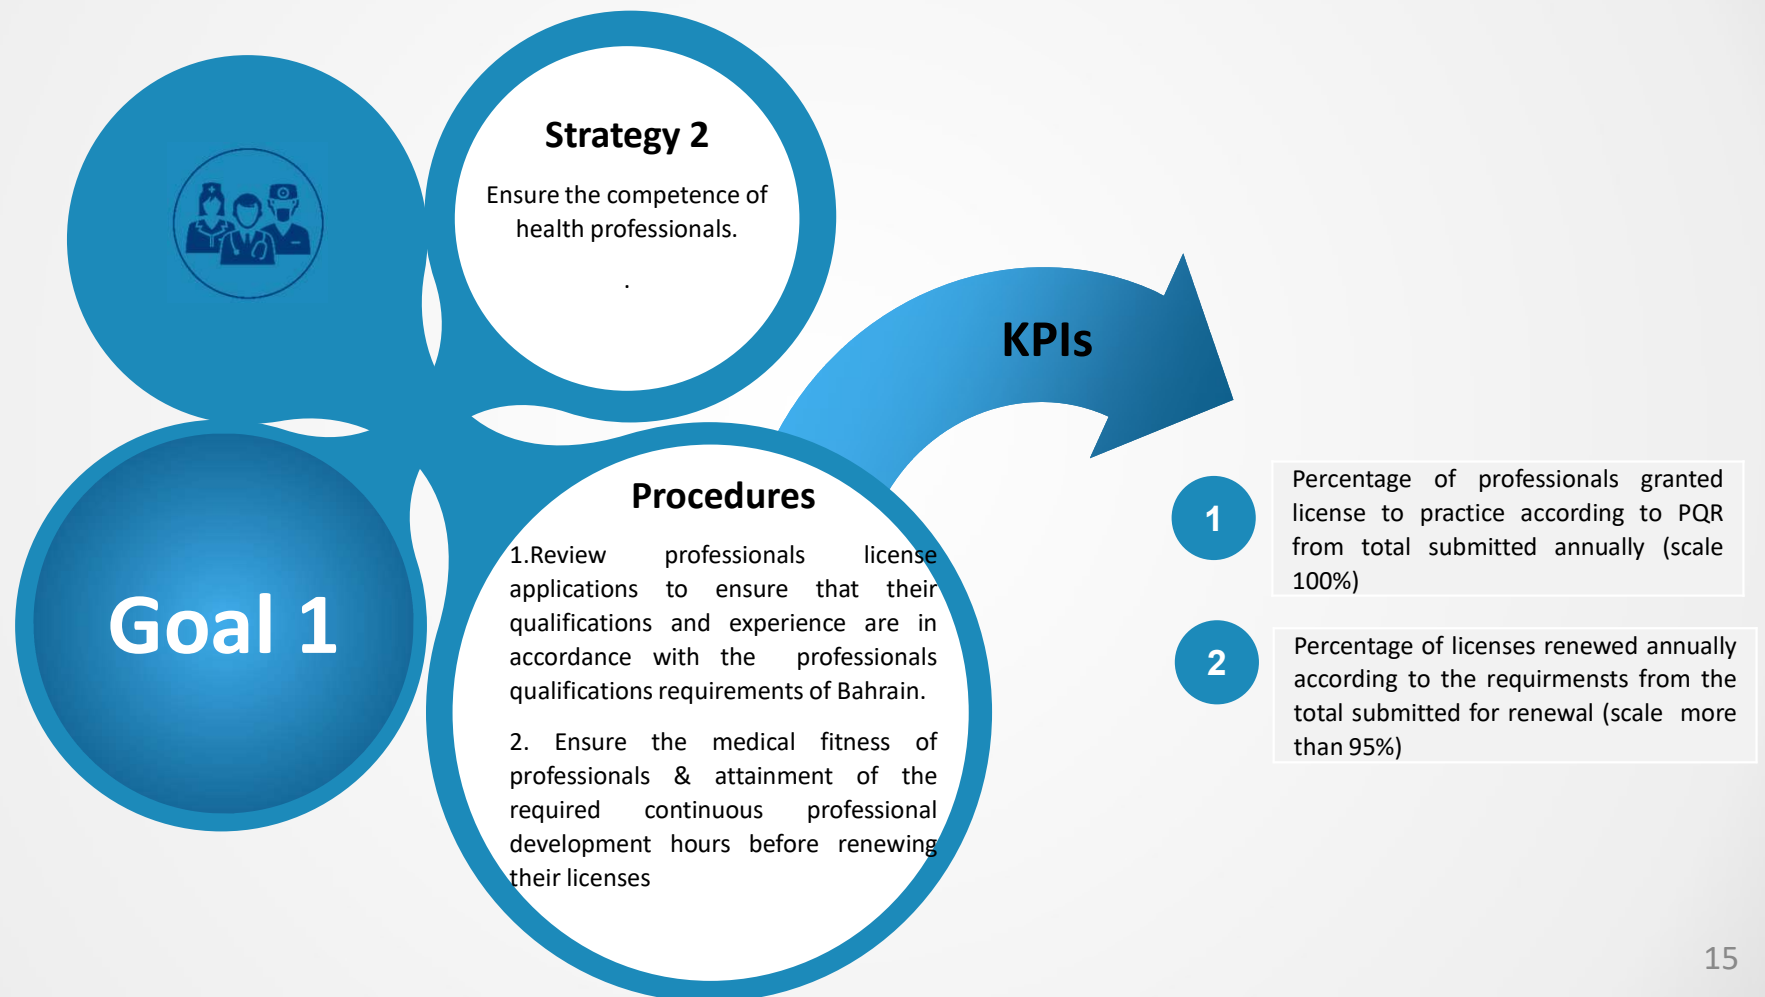 Strategy 2
Ensure the competence of
health professionals.
.
KPIs
Goal 1
Procedures
1.Review professionals license
applications to ensure that their
qualifications and experience are in
accordance with the professionals
qualifications requirements of Bahrain.
2. Ensure the medical fitness of
professionals & attainment of the
required continuous professional
development hours before renewing
their licenses
1
Percentage of professionals granted
license to practice according to PQR
from total submitted annually (scale
100%)
2
Percentage of licenses renewed annually
according to the requirmensts from the
total submitted for renewal (scale more
than 95%)
15